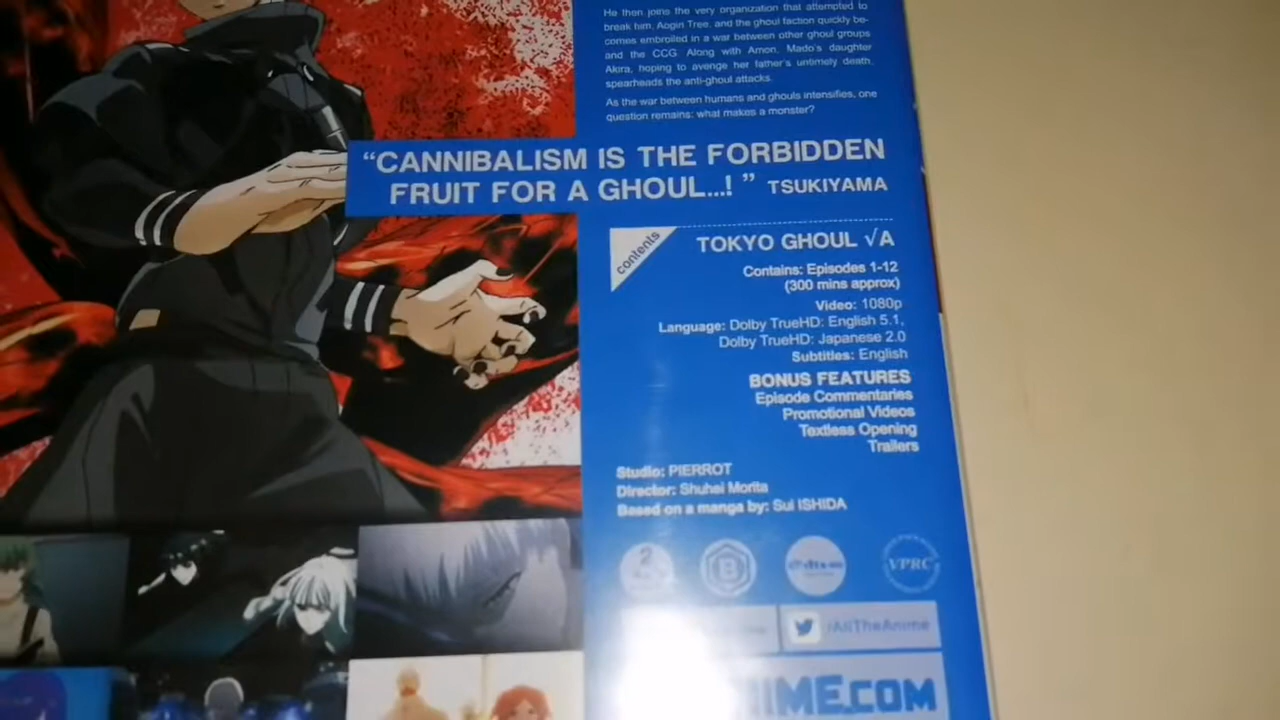 He then joins the very organization that attempted to
break him, Aogiri Tree, and the ghoul faction quickly be-
comes embroiled in a war between other ghoul groups
and the CCG. Along with Amon, Mado's daughter
Akira, hoping to avenge her father's untimely death,
spearheads the anti-ghoul attacks.
As the war between humans and ghouls intensifies, one
question remains: what makes a monster?
“CANNIBALISM IS THE FORBIDDEN
FRUIT FOR A GHOUL...! ” TSUKIYAMA
contents
TOKYO GHOUL √A
Contains: Episodes 1-12
(300 mins approx)
Video: 1080p
Language: Dolby TrueHD: English 5.1,
Dolby TrueHD: Japanese 2.0
Subtitles: English
BONUS FEATURES
Episode Commentaries
Promotional Videos
Textless Opening
Trailers
Studio: PIERROT
Director: Shuhei Morita
Based on a manga by: Sui ISHIDA
2
B
VPRC
/AllTheAnime
NIME.COM